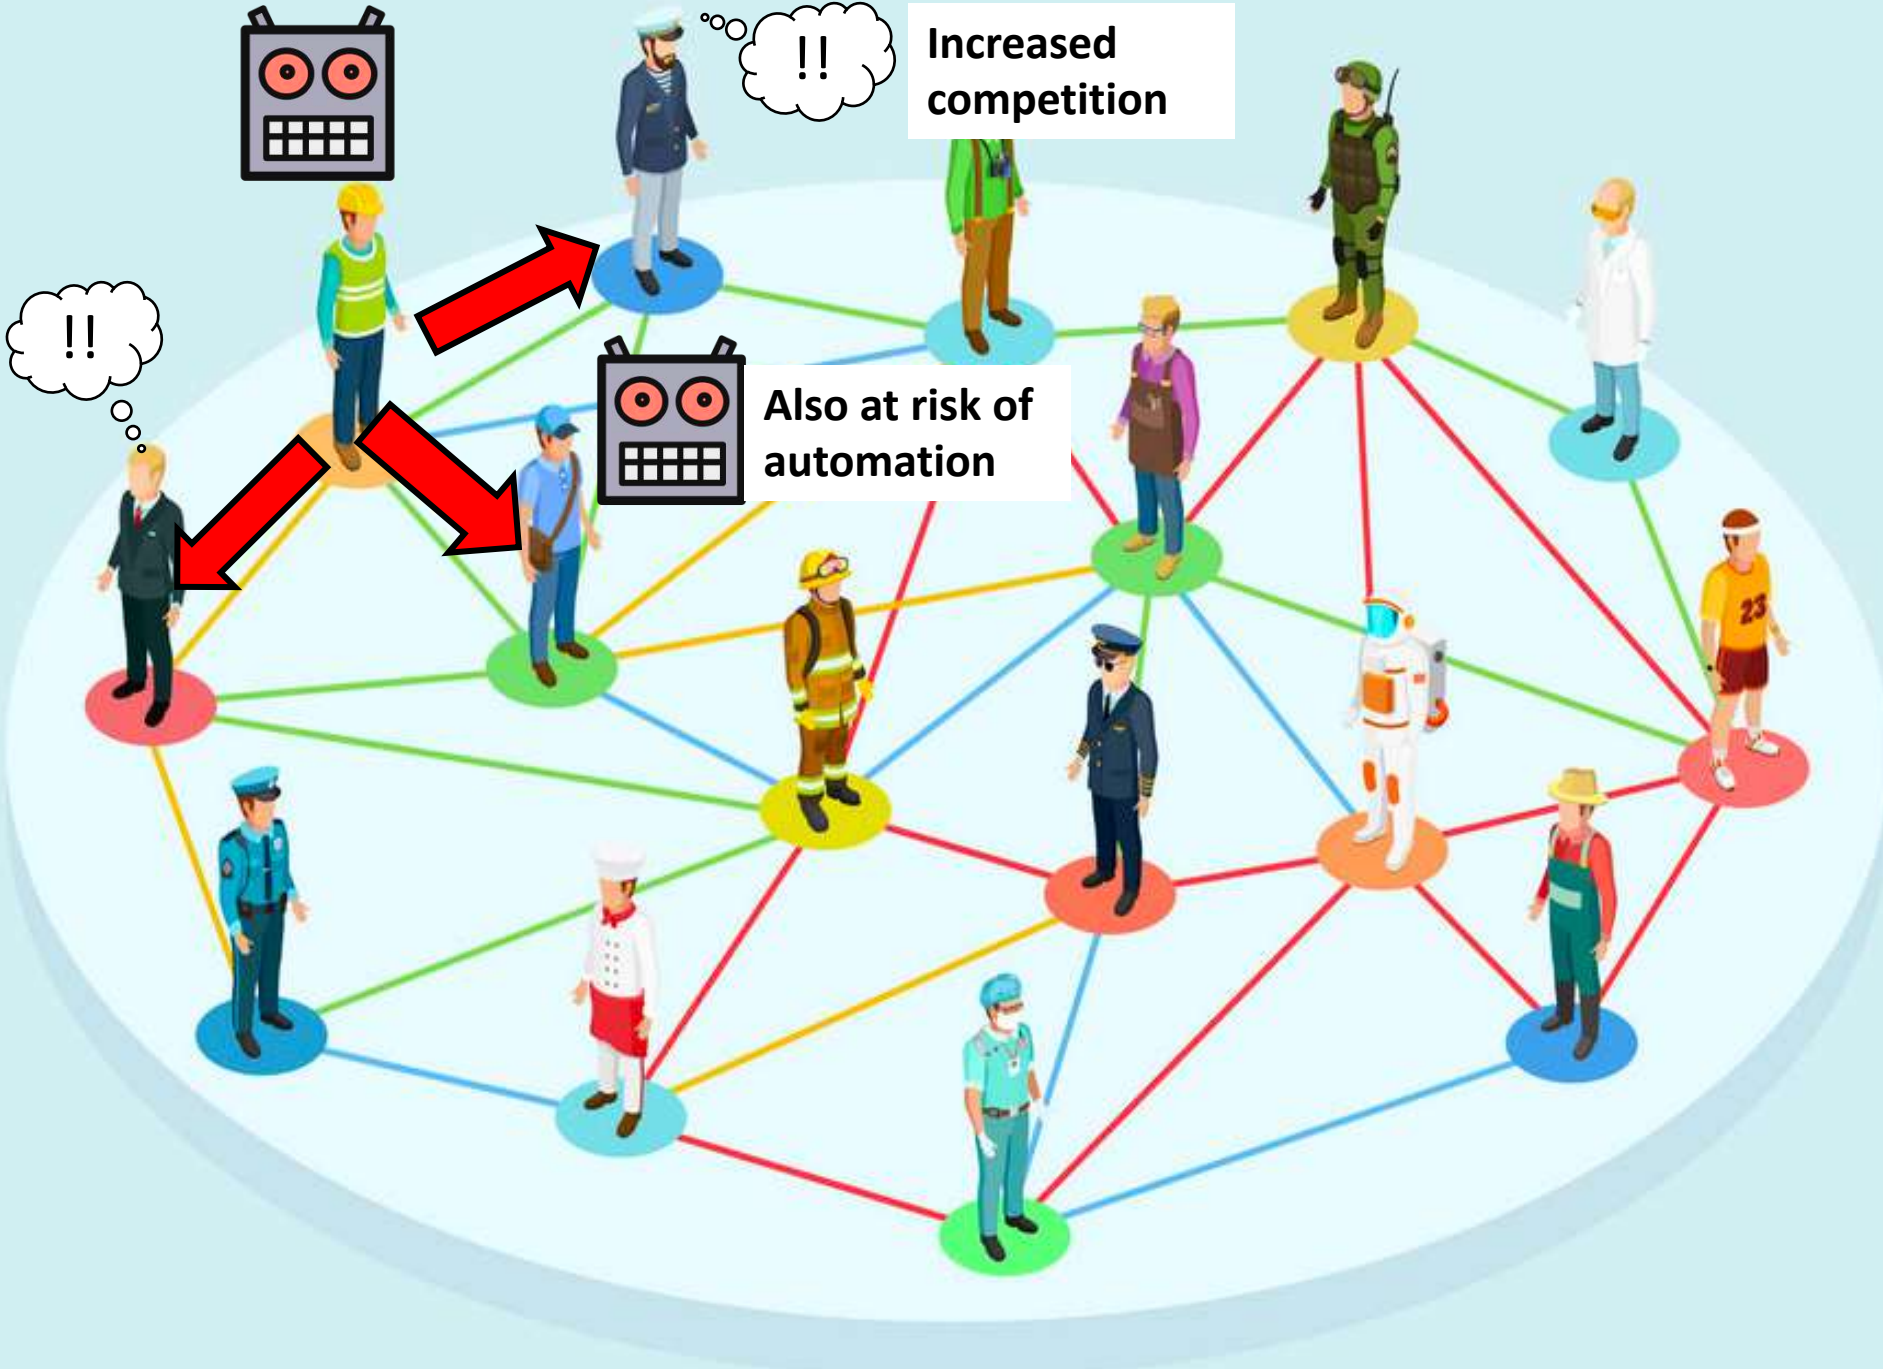 !!
Increased
competition
!!
Also at risk of
automation
23